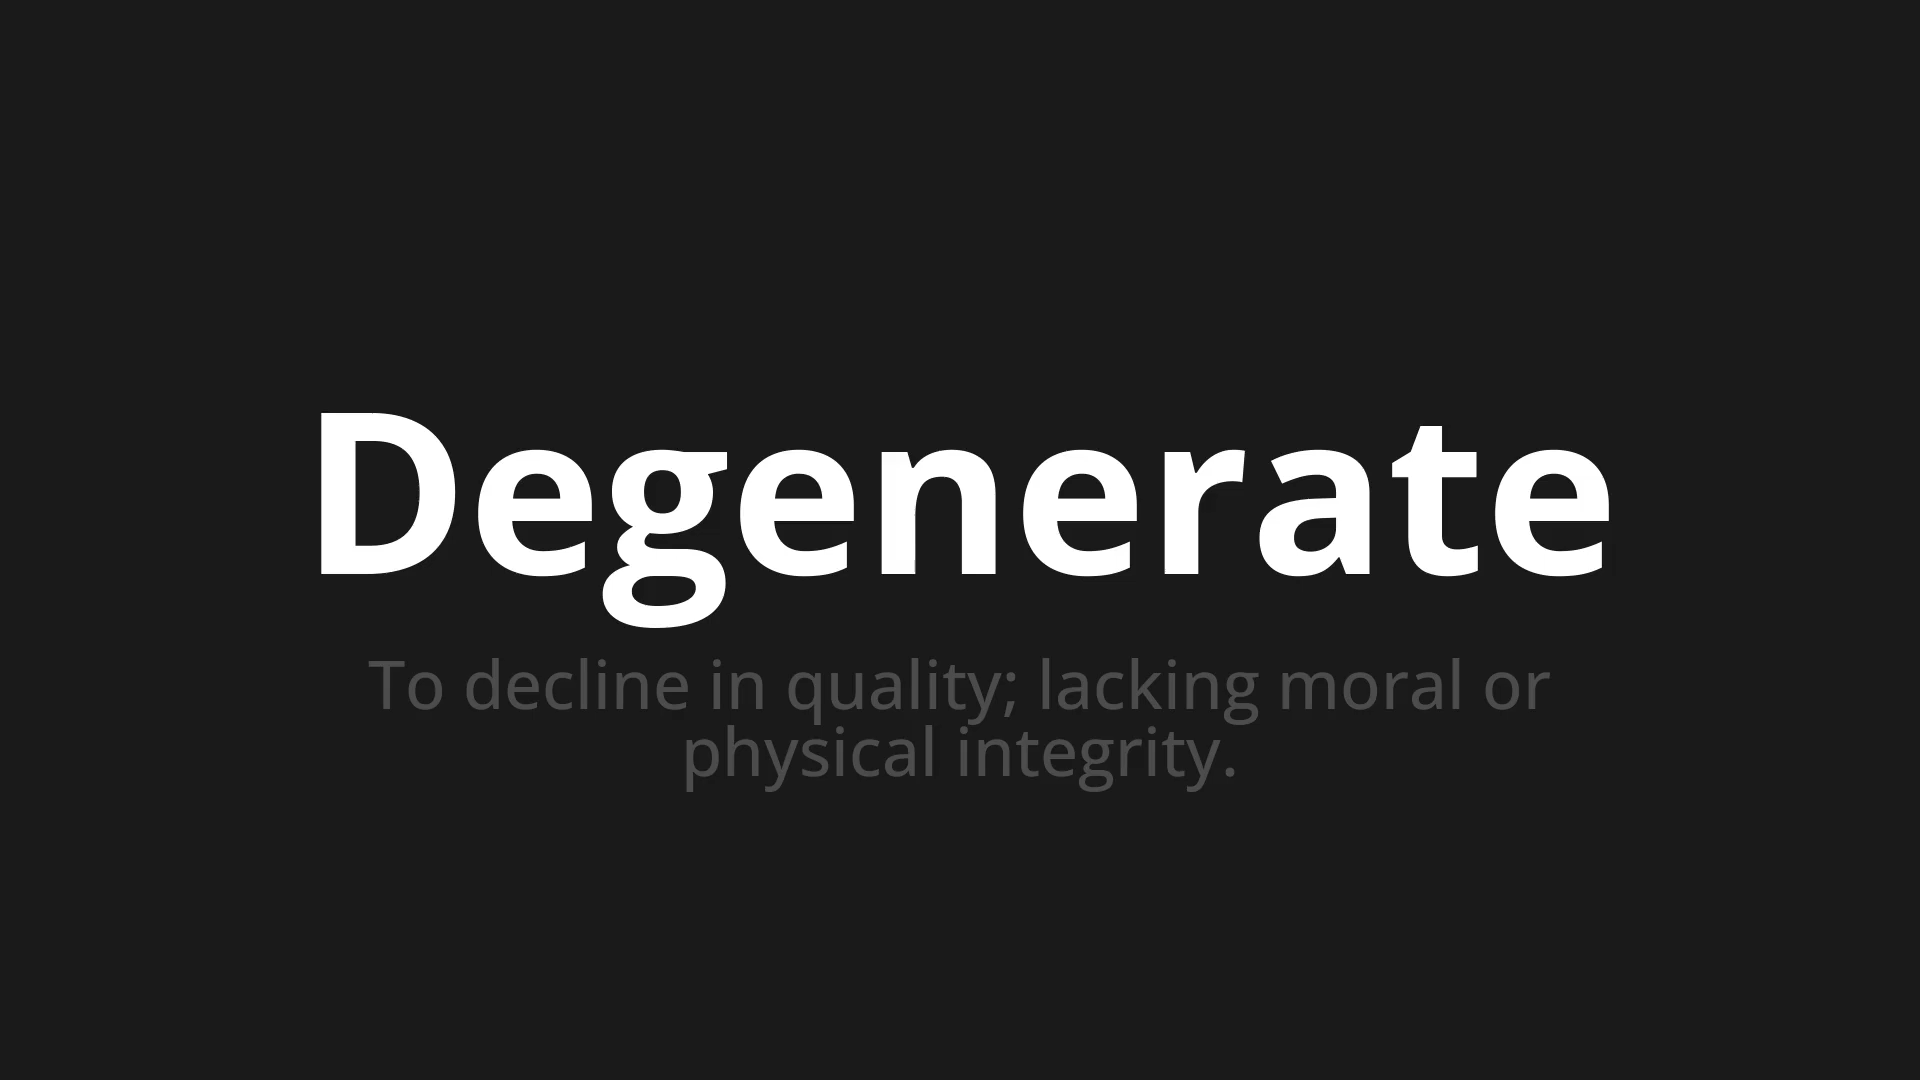 Degenerate
To decline in quality; lacking moral or
physical integrity.